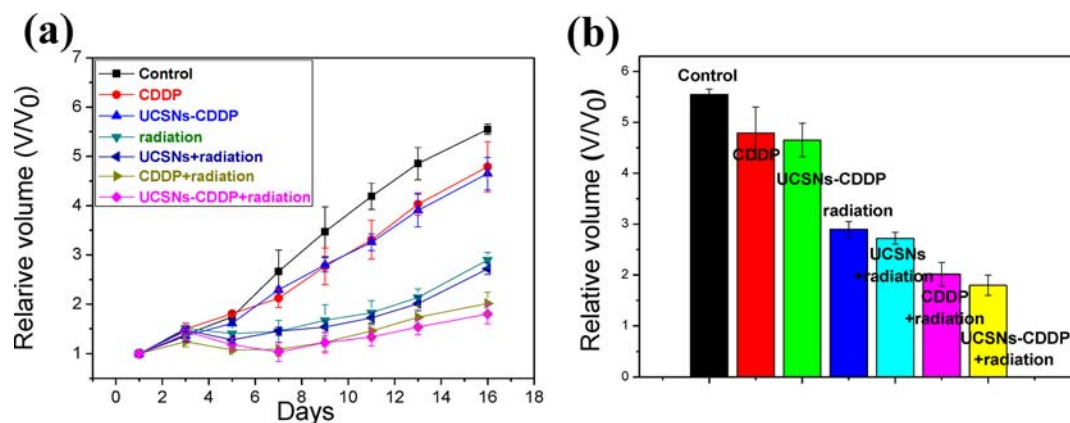 (a)
Relarive volume (V/V0)
7
6
5
4
3
2
1
Control
CDDP
UCSNs-CDDP
radiation
UCSNs+radiation
CDDP+radiation
UCSNs-CDDP+radiation
0 2 4 6 8 10 12 14 16 18
Days
(b)
Relative volume (V/V0)
6
5
4
3
2
1
0
Control
CDDP
UCSNs-CDDP
radiation
UCSNs
+radiation
CDDP
+radiation
UCSNs-CDDP
+radiation